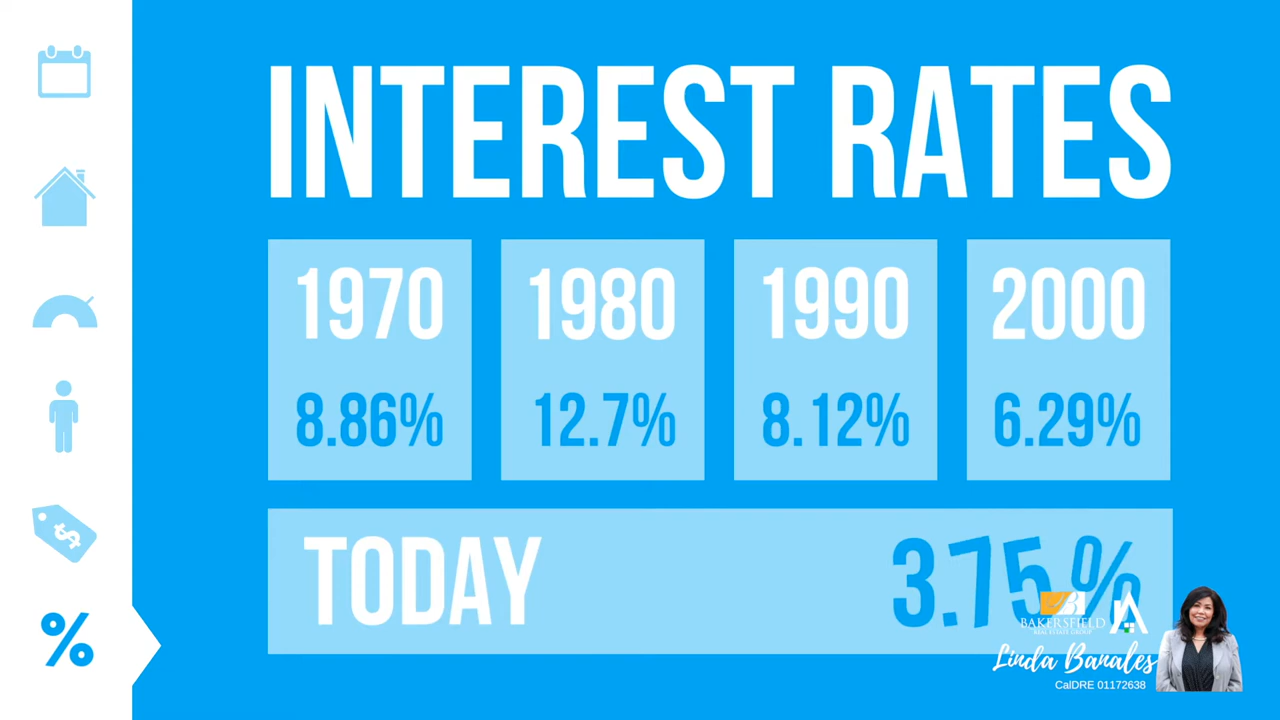 INTEREST RATES
1970 1980 1990 2000
8.86% 12.7% 8.12% 6.29%
TODAY 3.75%
BAKERSFIELD
REAL ESTATE GROUP
Linda Banales
CalDRE 01172638